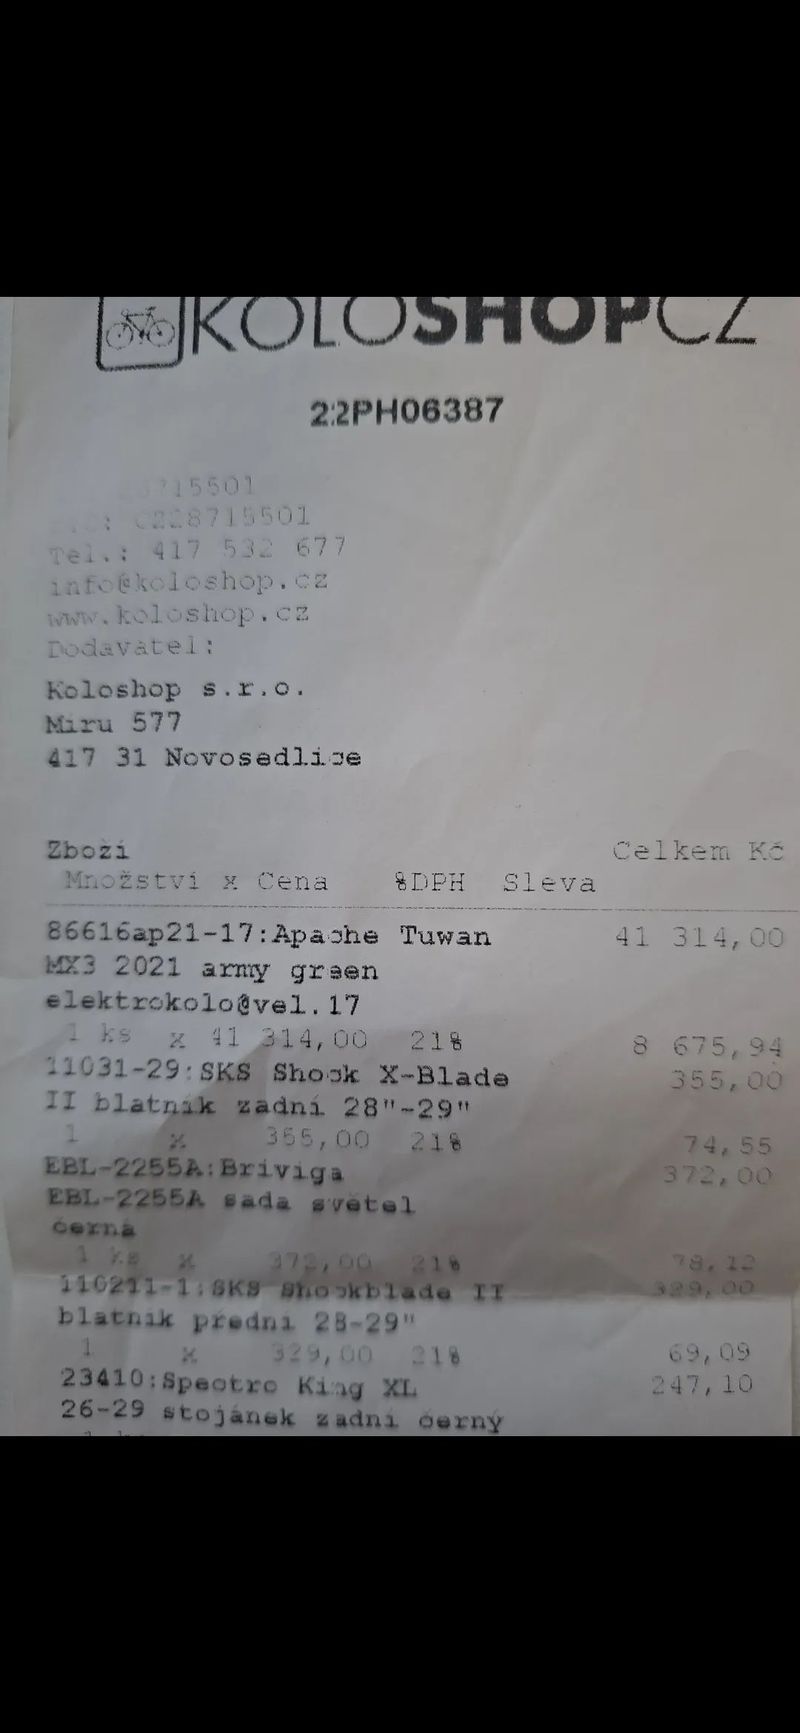 KOLOSHOPCZ
22PH06387
15501
CZ28715501
Tel.: 417 532 677
info@koloshop.cz
www.koloshop.cz
Dodavatel:
Koloshop s.r.o.
Miru 577
417 31 Novosedlice
Zboží Celkem Kč
Množství x Cena %DPH Sleva
86616ap21-17:Apache Tuwan 41 314,00
MX3 2021 army green
elektrokolo@vel.17
1 ks x 41 314,00 21% 8 675,94
11031-29:SKS Shock X-Blade 355,00
II blatník zadní 28"-29"
1 x 355,00 21% 74,55
EBL-2255A:Briviga 372,00
EBL-2255A sada světel
černá
1 ks x 372,00 21% 78,12
110211-1:SKS Shockblade II 329,00
blatník přední 28-29"
1 x 329,00 21% 69,09
23410:Spectro King XL 247,10
26-29 stojánek zadní černý